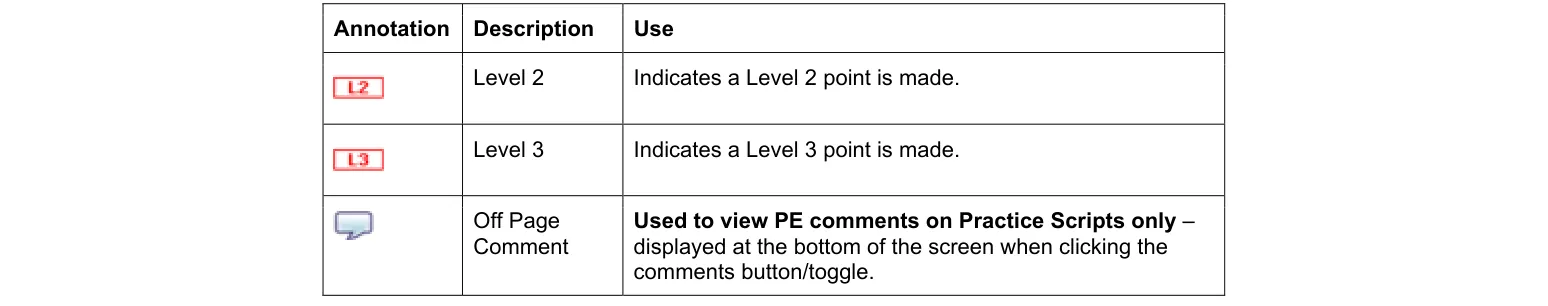 Annotation Description Use
L2 Level 2 Indicates a Level 2 point is made.
L3 Level 3 Indicates a Level 3 point is made.
Off Page Used to view PE comments on Practice Scripts only –
Comment displayed at the bottom of the screen when clicking the
comments button/toggle.